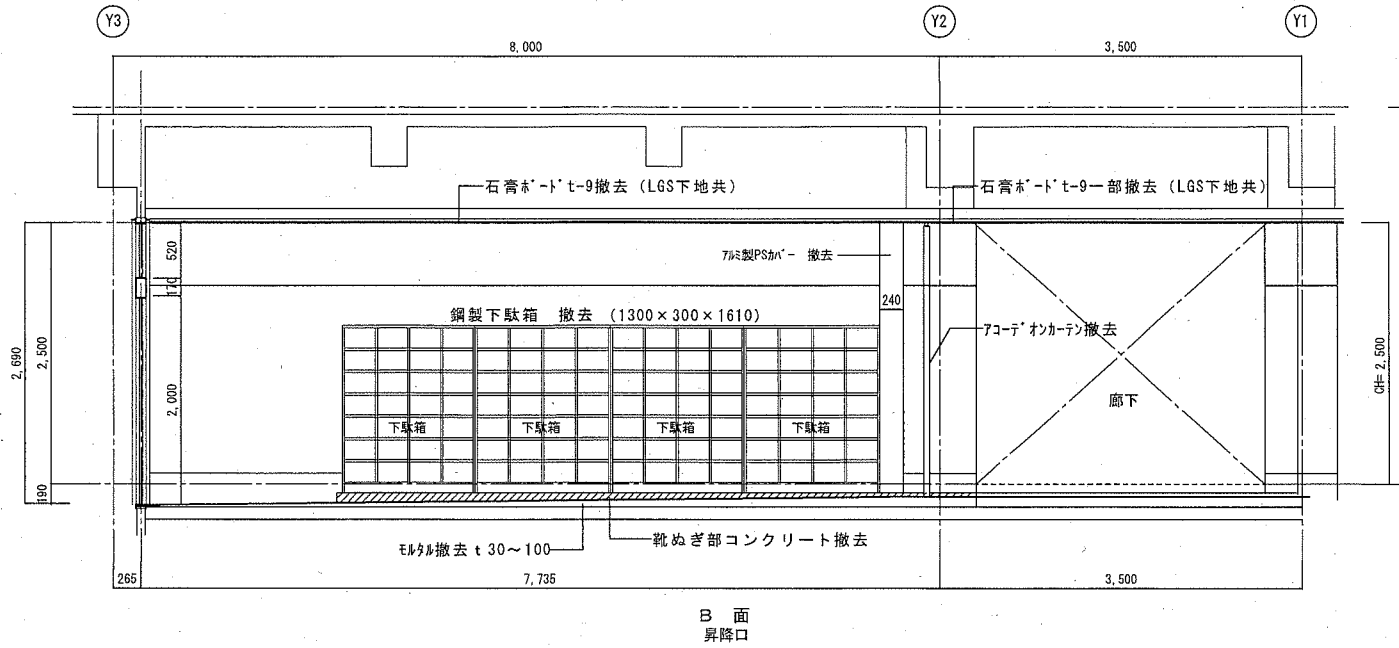 Y3
Y2
Y1
8,000
3,500
石膏ボードt-9撤去 (LGS下地共)
石膏ボードt-9一部撤去 (LGS下地共)
520
アルミ製PSカバー 撤去
170
240
鋼製下駄箱 撤去 (1300×300×1610)
アコーデオンカーテン撤去
2,690
2,500
2,000
CH=2,500
廊下
下駄箱
下駄箱
下駄箱
下駄箱
190
モルタル撤去 t 30～100
靴ぬぎ部コンクリート撤去
265
7,735
3,500
B 面
昇降口